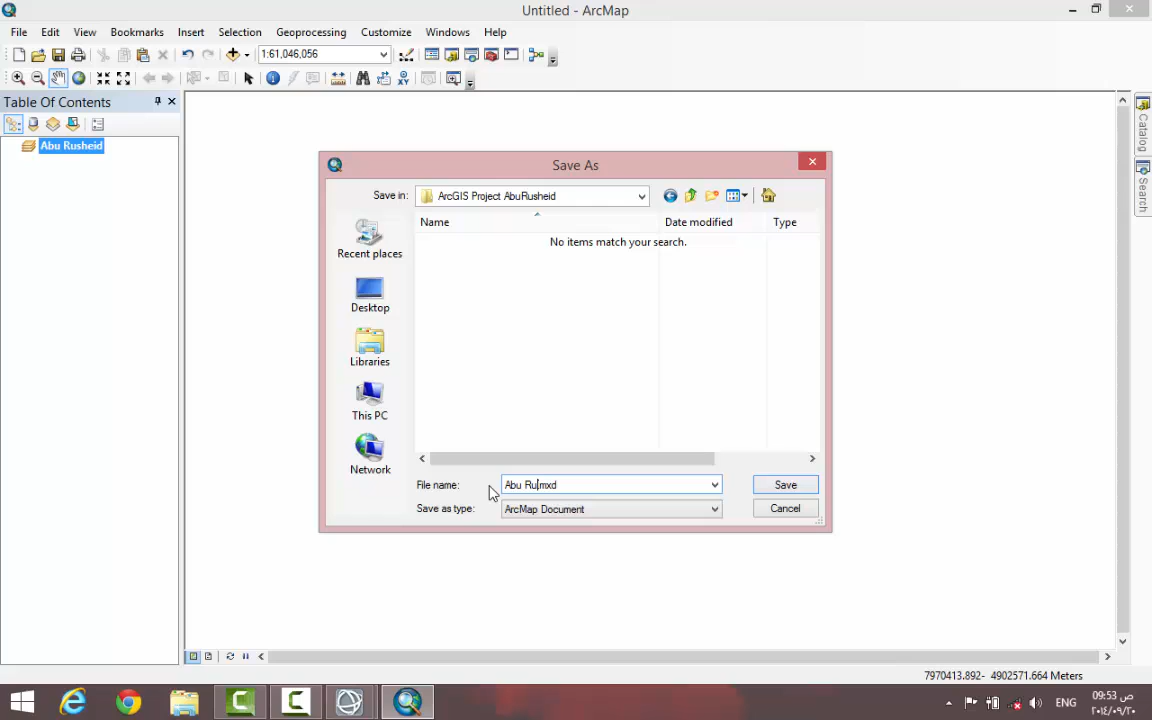 Untitled - ArcMap
File Edit View Bookmarks Insert Selection Geoprocessing Customize Windows Help
1:61,046,056
Table Of Contents
Abu Rusheid
Catalog
Search
Save As
Save in: ArcGIS Project AbuRusheid
Name Date modified Type
No items match your search.
Recent places
Desktop
Libraries
This PC
Network
File name: Abu Ru.mxd Save
Save as type: ArcMap Document Cancel
7970413.892 -4902571.664 Meters
ENG
09:53 ص
٢٠١٤/٠٩/٢٠